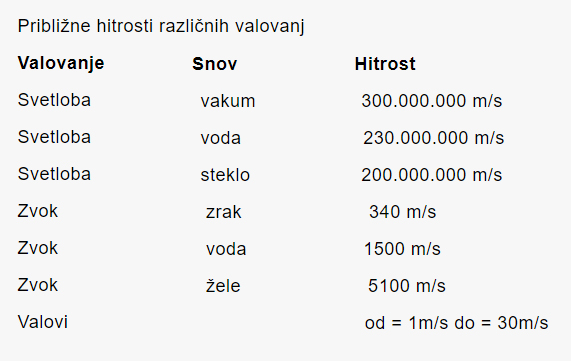 Približne hitrosti različnih valovanj
Valovanje Snov Hitrost
Svetloba vakum 300.000.000 m/s
Svetloba voda 230.000.000 m/s
Svetloba steklo 200.000.000 m/s
Zvok zrak 340 m/s
Zvok voda 1500 m/s
Zvok žele 5100 m/s
Valovi od = 1m/s do = 30m/s